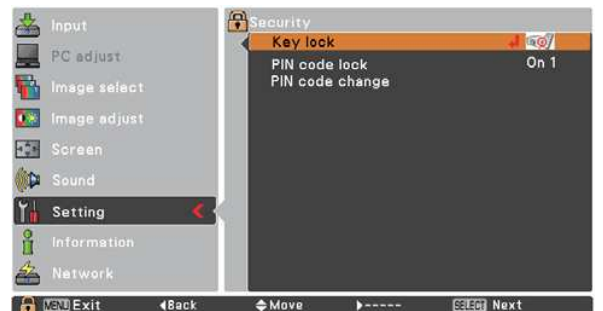 Input
PC adjust
Image select
Image adjust
Screen
Sound
Setting
Information
Network
Security
Key lock
PIN code lock On 1
PIN code change
MENU Exit Back Move ----- SELECT Next